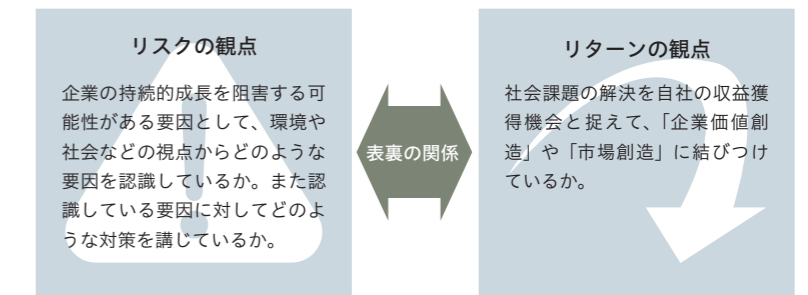 リスクの観点
企業の持続的成長を阻害する可
能性がある要因として、環境や
社会などの視点からどのような
要因を認識しているか。また認
識している要因に対してどのよ
うな対策を講じているか。
表裏の関係
リターンの観点
社会課題の解決を自社の収益獲
得機会と捉えて、「企業価値創
造」や「市場創造」に結びつけ
ているか。